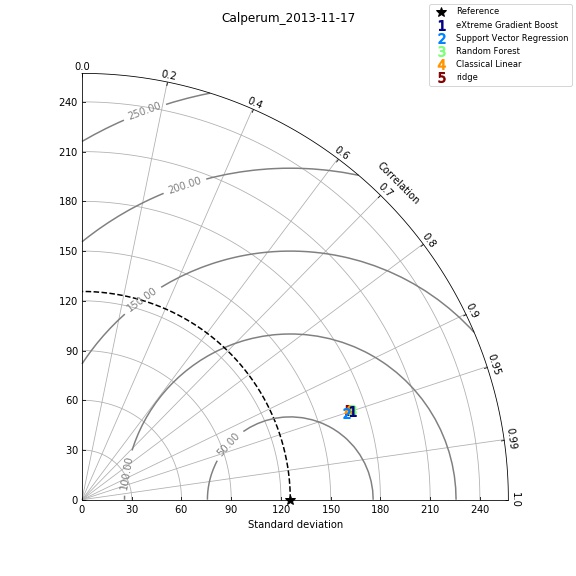 Calperum_2013-11-17
Reference
1 eXtreme Gradient Boost
2 Support Vector Regression
3 Random Forest
4 Classical Linear
5 ridge
0.0
0.2
0.4
0.6
Correlation
0.7
0.8
0.9
0.95
0.99
1.0
250.00
200.00
150.00
100.00
50.00
240
210
180
150
120
90
60
30
0
2
1
0 30 60 90 120 150 180 210 240
Standard deviation